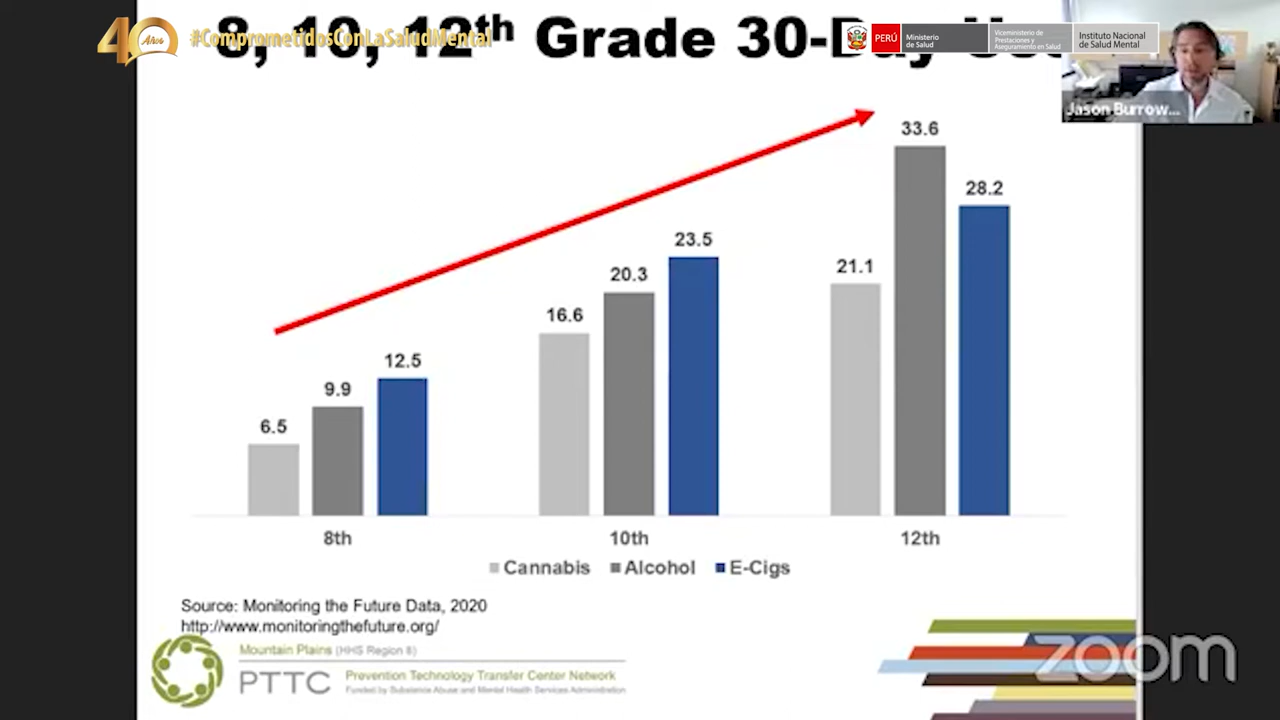 40 Años #ComprometidosConLaSaludMental
8, 10, 12th Grade 30-Day Use
PERÚ Ministerio de Salud Viceministerio de Prestaciones y Aseguramiento en Salud Instituto Nacional de Salud Mental
Jason Burrow...
33.6
28.2
23.5
21.1
20.3
16.6
12.5
9.9
6.5
8th 10th 12th
Cannabis Alcohol E-Cigs
Source: Monitoring the Future Data, 2020
http://www.monitoringthefuture.org/
Mountain Plains (HHS Region 8)
PTTC Prevention Technology Transfer Center Network
Funded by Substance Abuse and Mental Health Services Administration
zoom